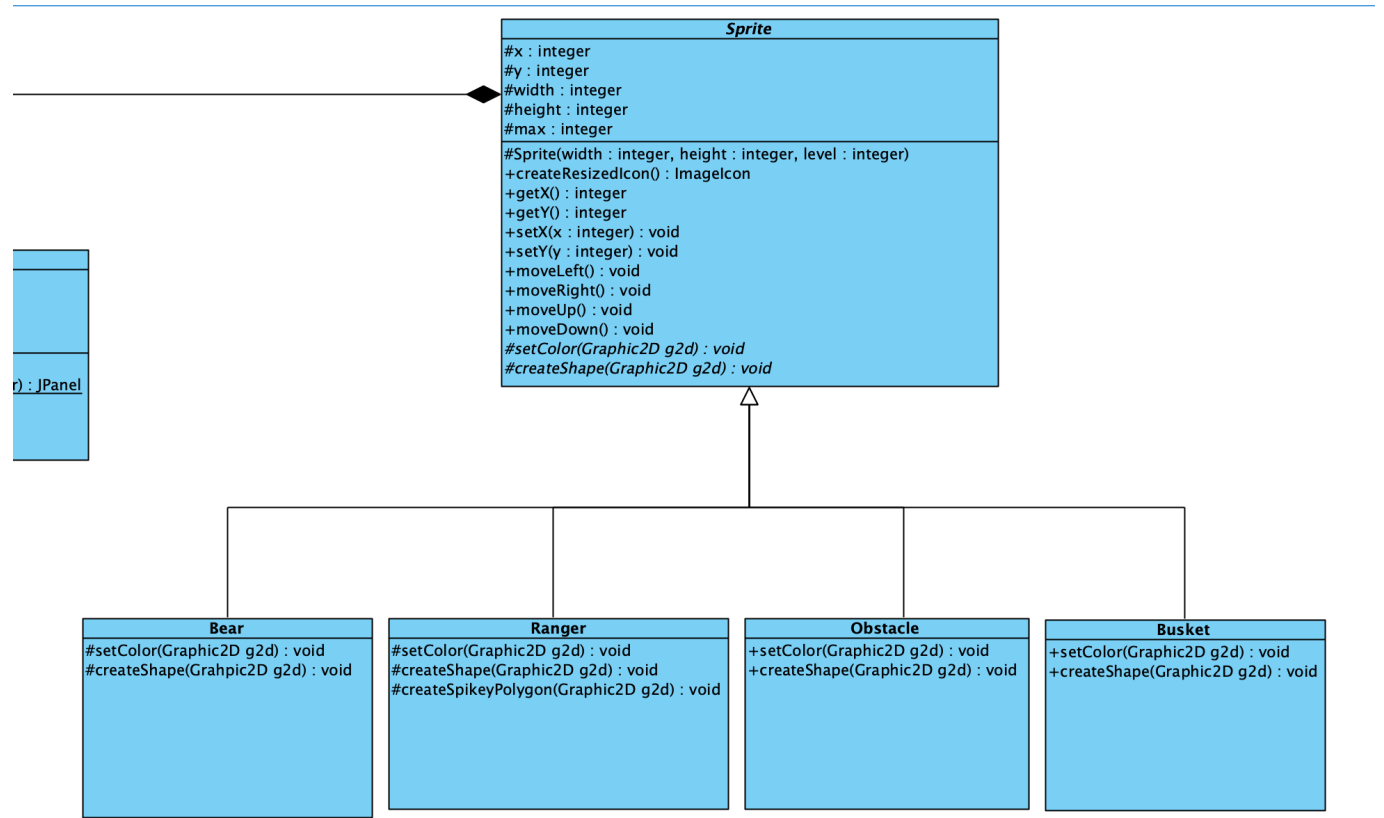 Sprite
#x : integer
#y : integer
#width : integer
#height : integer
#max : integer
#Sprite(width : integer, height : integer, level : integer)
+createResizedIcon() : ImageIcon
+getX() : integer
+getY() : integer
+setX(x : integer) : void
+setY(y : integer) : void
+moveLeft() : void
+moveRight() : void
+moveUp() : void
+moveDown() : void
#setColor(Graphic2D g2d) : void
#createShape(Graphic2D g2d) : void
r) : JPanel
Bear
#setColor(Graphic2D g2d) : void
#createShape(Grahpic2D g2d) : void
Ranger
#setColor(Graphic2D g2d) : void
#createShape(Graphic2D g2d) : void
#createSpikeyPolygon(Graphic2D g2d) : void
Obstacle
+setColor(Graphic2D g2d) : void
+createShape(Graphic2D g2d) : void
Busket
+setColor(Graphic2D g2d) : void
+createShape(Graphic2D g2d) : void